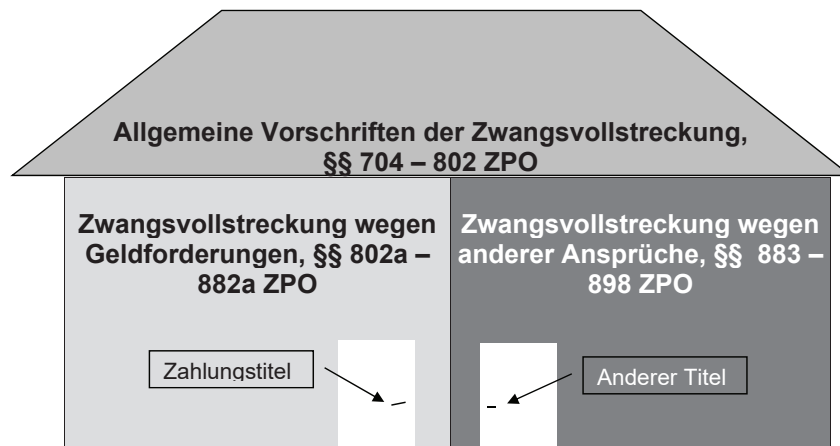 Allgemeine Vorschriften der Zwangsvollstreckung,
§§ 704 – 802 ZPO
Zwangsvollstreckung wegen
Geldforderungen, §§ 802a –
882a ZPO
Zwangsvollstreckung wegen
anderer Ansprüche, §§ 883 –
898 ZPO
Zahlungstitel
Anderer Titel